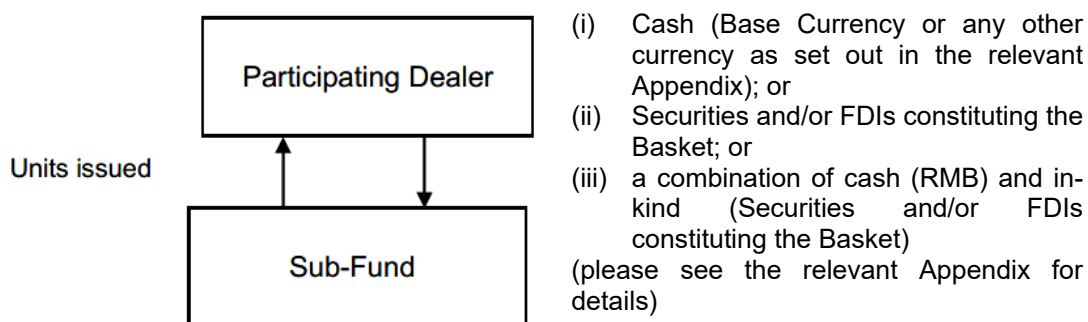 Participating Dealer
Units issued
Sub-Fund
(i) Cash (Base Currency or any other
currency as set out in the relevant
Appendix); or
(ii) Securities and/or FDIs constituting the
Basket; or
(iii) a combination of cash (RMB) and in-
kind (Securities and/or FDIs
constituting the Basket)
(please see the relevant Appendix for
details)